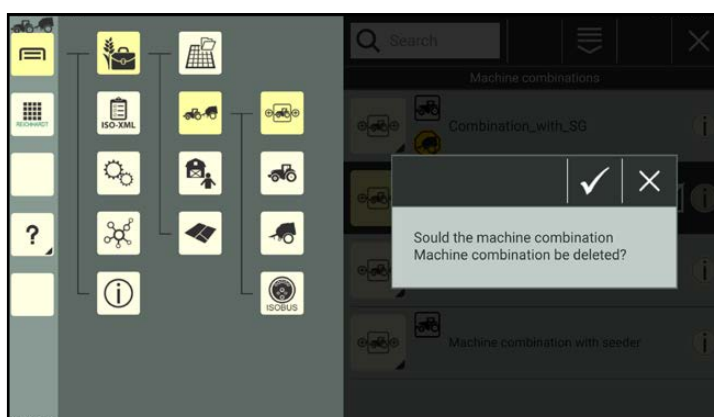 Search
Machine combinations
REICHHARDT
ISO-XML
Combination_with_SG
?
Sould the machine combination
Machine combination be deleted?
ISOBUS
Machine combination with seeder